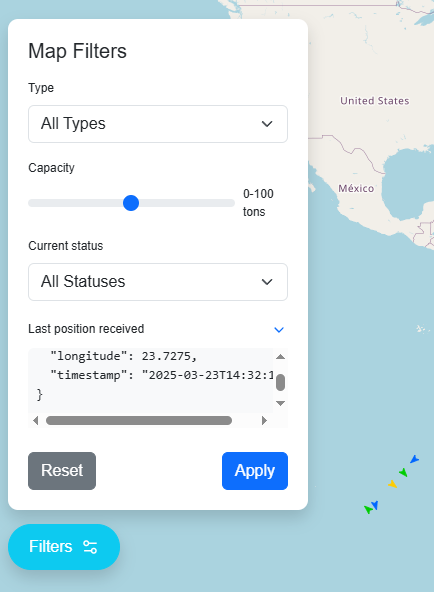 Map Filters
Type
All Types
Capacity
0-100
tons
Current status
All Statuses
Last position received
"longitude": 23.7275,
"timestamp": "2025-03-23T14:32:1
}
Reset
Apply
Filters
United States
México